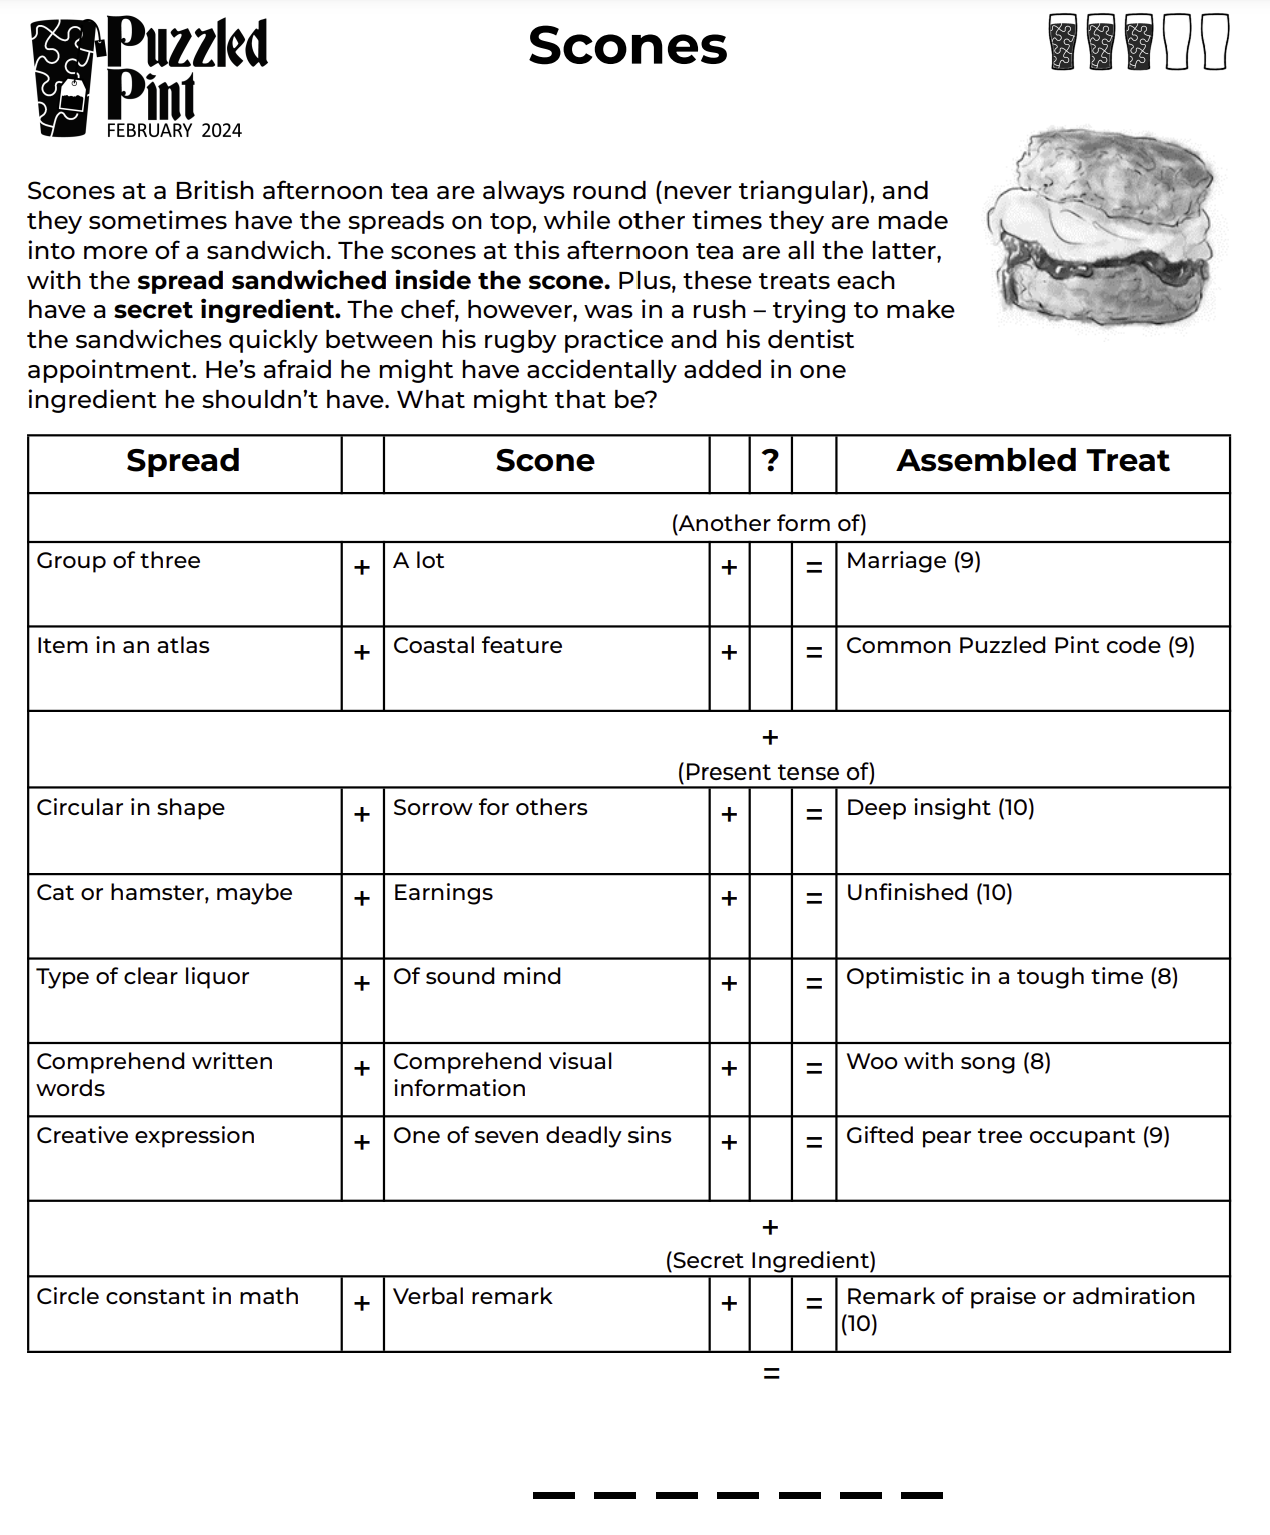 Puzzled
Pint
FEBRUARY 2024
Scones
Scones at a British afternoon tea are always round (never triangular), and
they sometimes have the spreads on top, while other times they are made
into more of a sandwich. The scones at this afternoon tea are all the latter,
with the spread sandwiched inside the scone. Plus, these treats each
have a secret ingredient. The chef, however, was in a rush – trying to make
the sandwiches quickly between his rugby practice and his dentist
appointment. He's afraid he might have accidentally added in one
ingredient he shouldn't have. What might that be?
Spread Scone ? Assembled Treat
(Another form of)
Group of three + A lot + = Marriage (9)
Item in an atlas + Coastal feature + = Common Puzzled Pint code (9)
+
(Present tense of)
Circular in shape + Sorrow for others + = Deep insight (10)
Cat or hamster, maybe + Earnings + = Unfinished (10)
Type of clear liquor + Of sound mind + = Optimistic in a tough time (8)
Comprehend written + Comprehend visual + = Woo with song (8)
words information
Creative expression + One of seven deadly sins + = Gifted pear tree occupant (9)
+
(Secret Ingredient)
Circle constant in math + Verbal remark + = Remark of praise or admiration
(10)
=